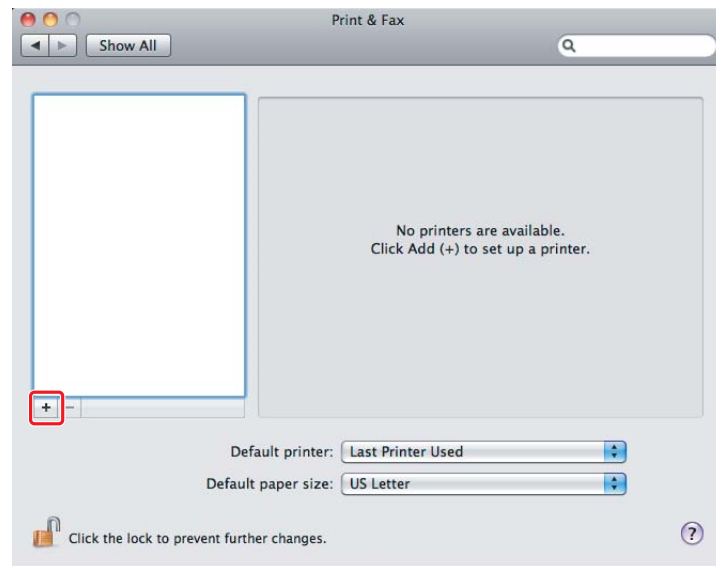 Print & Fax
Show All
No printers are available.
Click Add (+) to set up a printer.
+ −
Default printer: Last Printer Used
Default paper size: US Letter
Click the lock to prevent further changes.
?